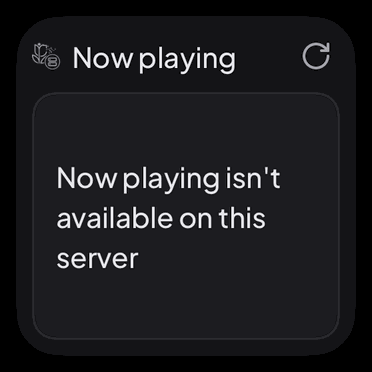 Now playing
Now playing isn't
available on this
server